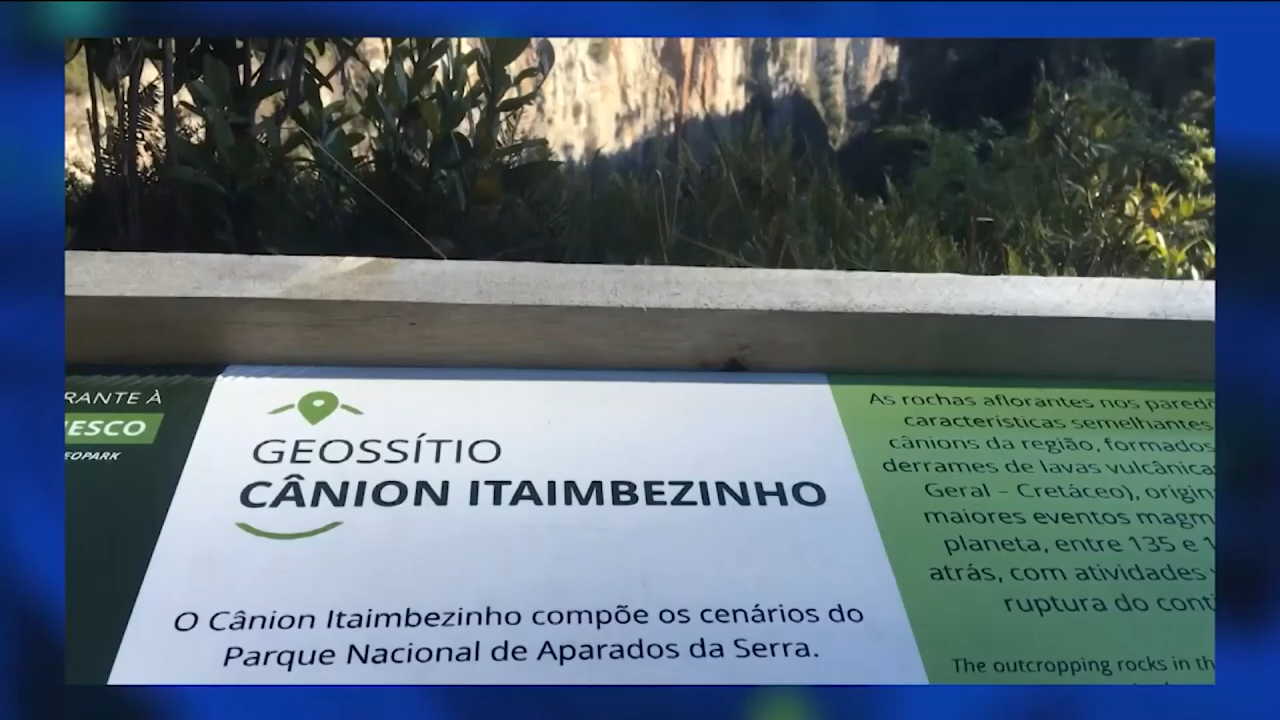 RANTE À
ESCO
EOPARK
GEOSSÍTIO
CÂNION ITAIMBEZINHO
O Cânion Itaimbezinho compõe os cenários do
Parque Nacional de Aparados da Serra.
As rochas aflorantes nos pared
características semelhantes
cânions da região, formados
derrames de lavas vulcânica
Geral – Cretáceo), origin
maiores eventos magm
planeta, entre 135 e 1
atrás, com atividades
ruptura do cont
The outcropping rocks in th